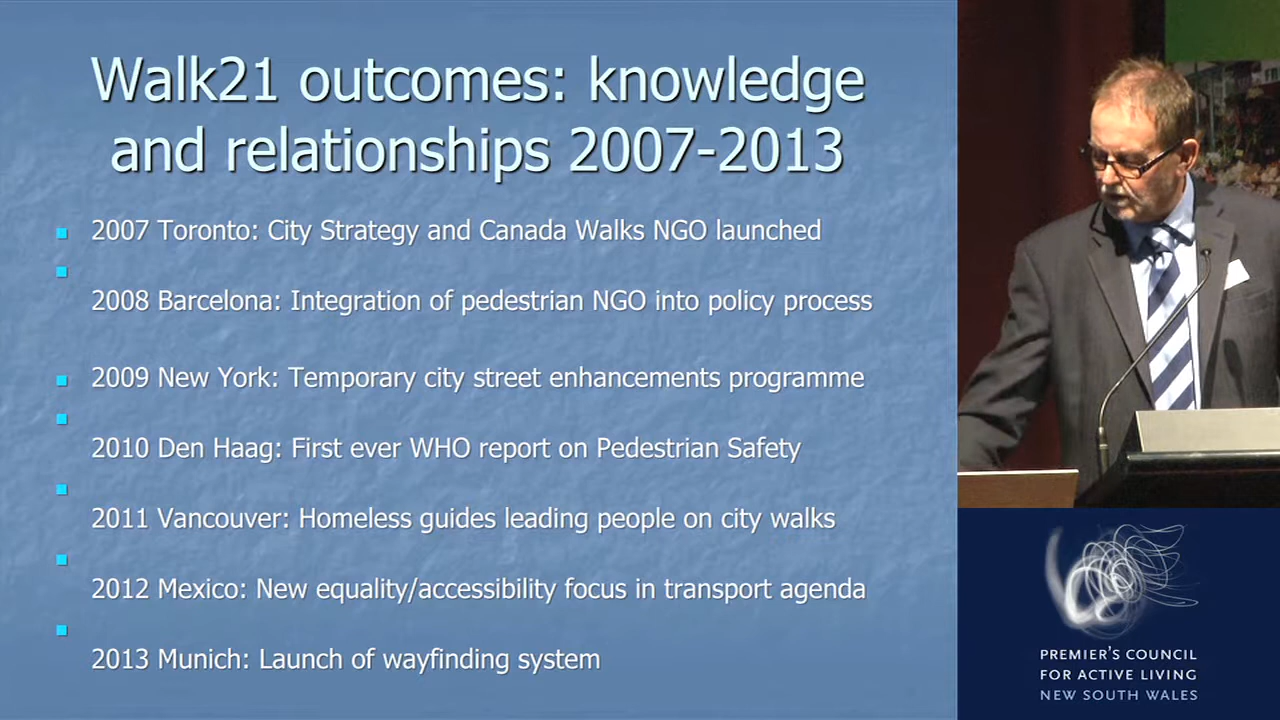 Walk21 outcomes: knowledge
and relationships 2007-2013
2007 Toronto: City Strategy and Canada Walks NGO launched
2008 Barcelona: Integration of pedestrian NGO into policy process
2009 New York: Temporary city street enhancements programme
2010 Den Haag: First ever WHO report on Pedestrian Safety
2011 Vancouver: Homeless guides leading people on city walks
2012 Mexico: New equality/accessibility focus in transport agenda
2013 Munich: Launch of wayfinding system
PREMIER'S COUNCIL
FOR ACTIVE LIVING
NEW SOUTH WALES